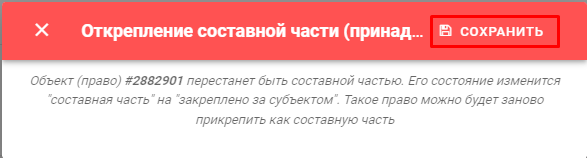 Открепление составной части (принад... СОХРАНИТЬ
Объект (право) #2882901 перестанет быть составной частью. Его состояние изменится
"составная часть" на "закреплено за субъектом". Такое право можно будет заново
прикрепить как составную часть